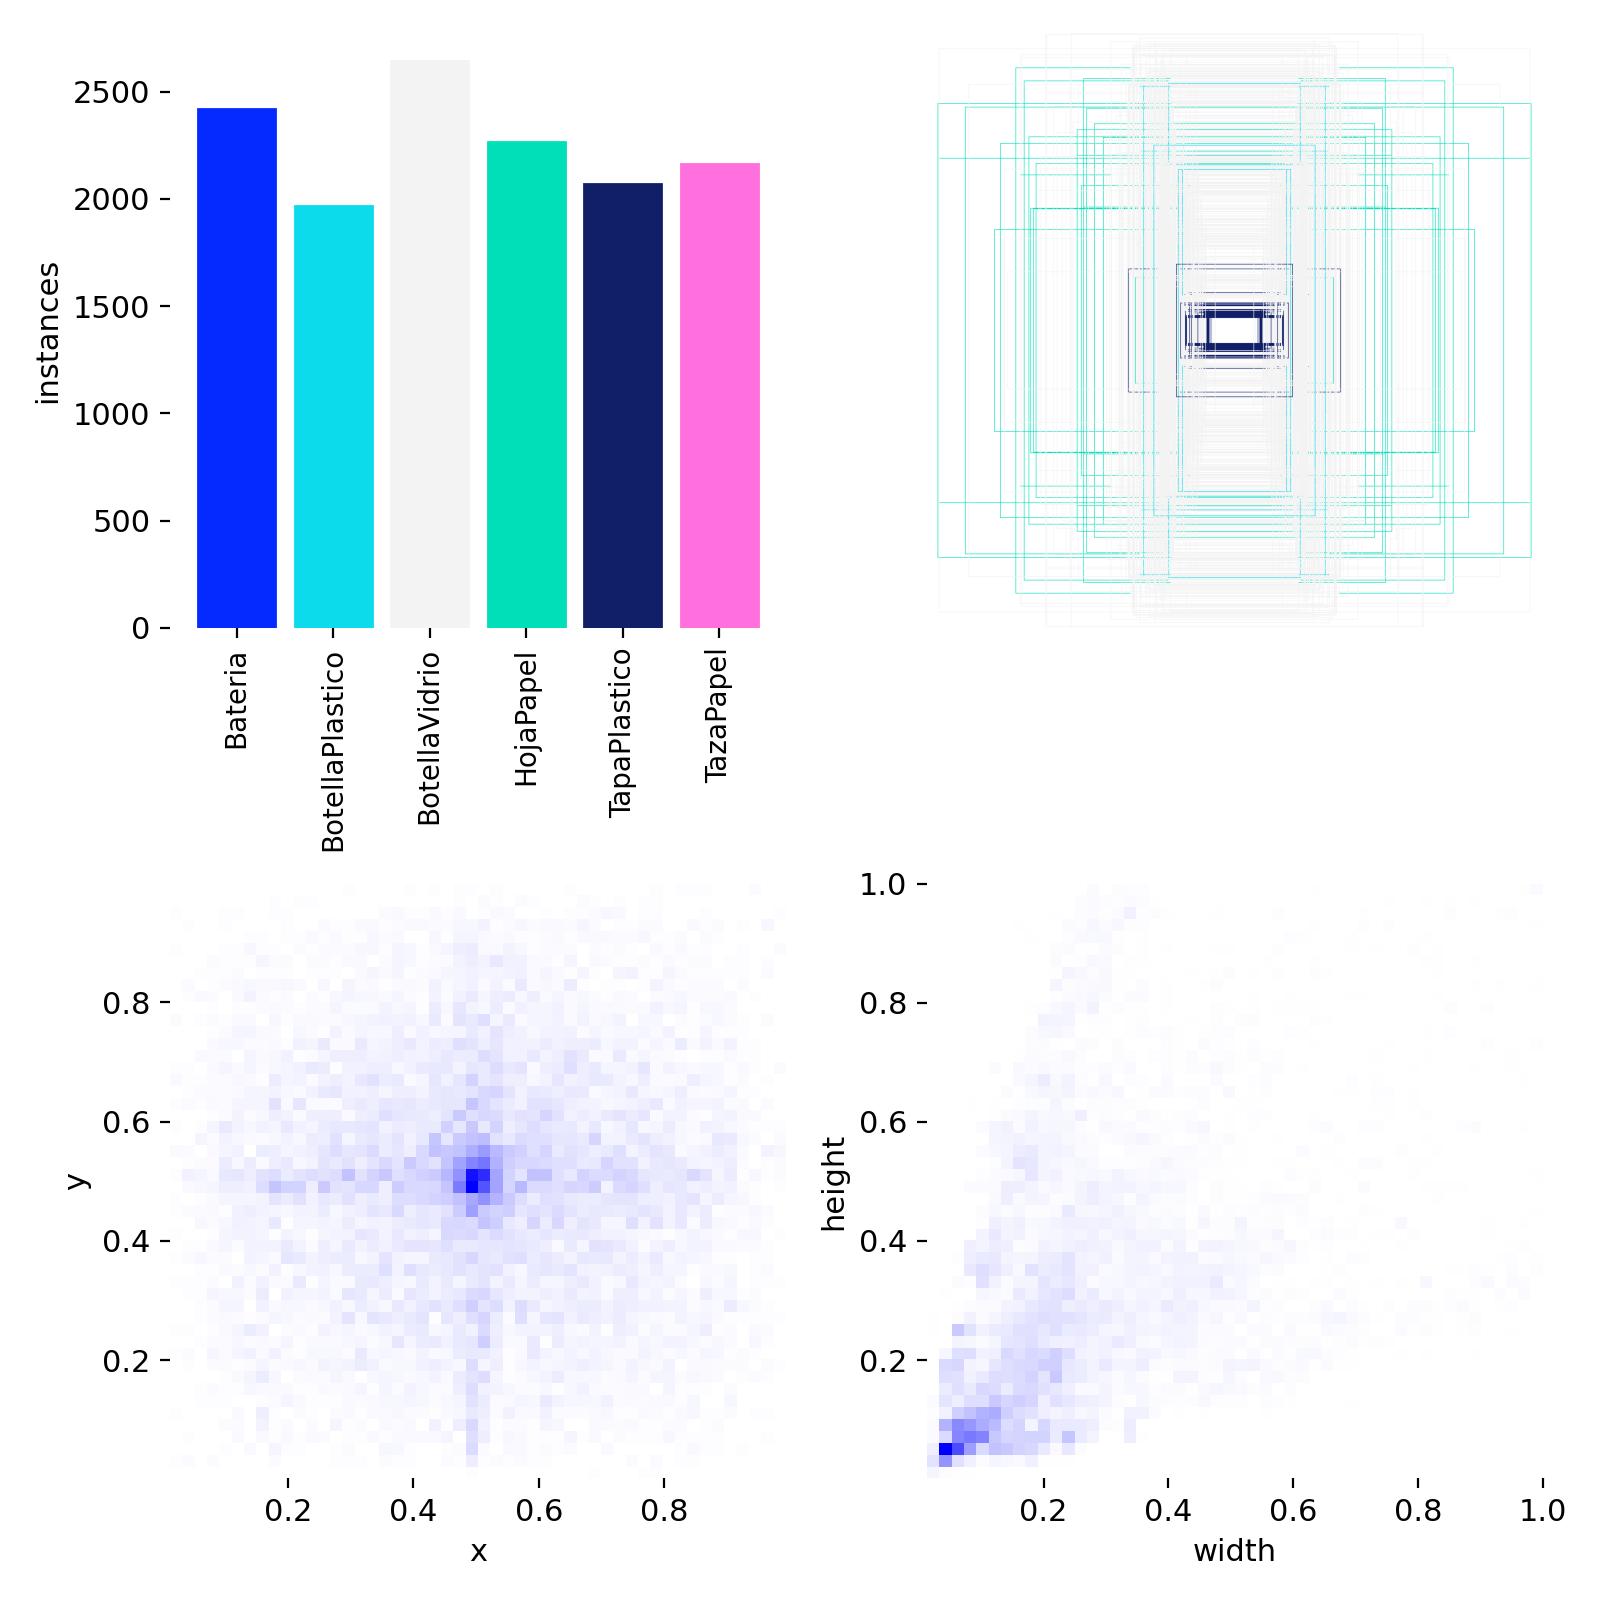 instances
2500
2000
1500
1000
500
0
Bateria
BotellaPlastico
BotellaVidrio
HojaPapel
TapaPlastico
TazaPapel
y
0.8
0.6
0.4
0.2
0.2 0.4 0.6 0.8
x
height
1.0
0.8
0.6
0.4
0.2
0.2 0.4 0.6 0.8 1.0
width